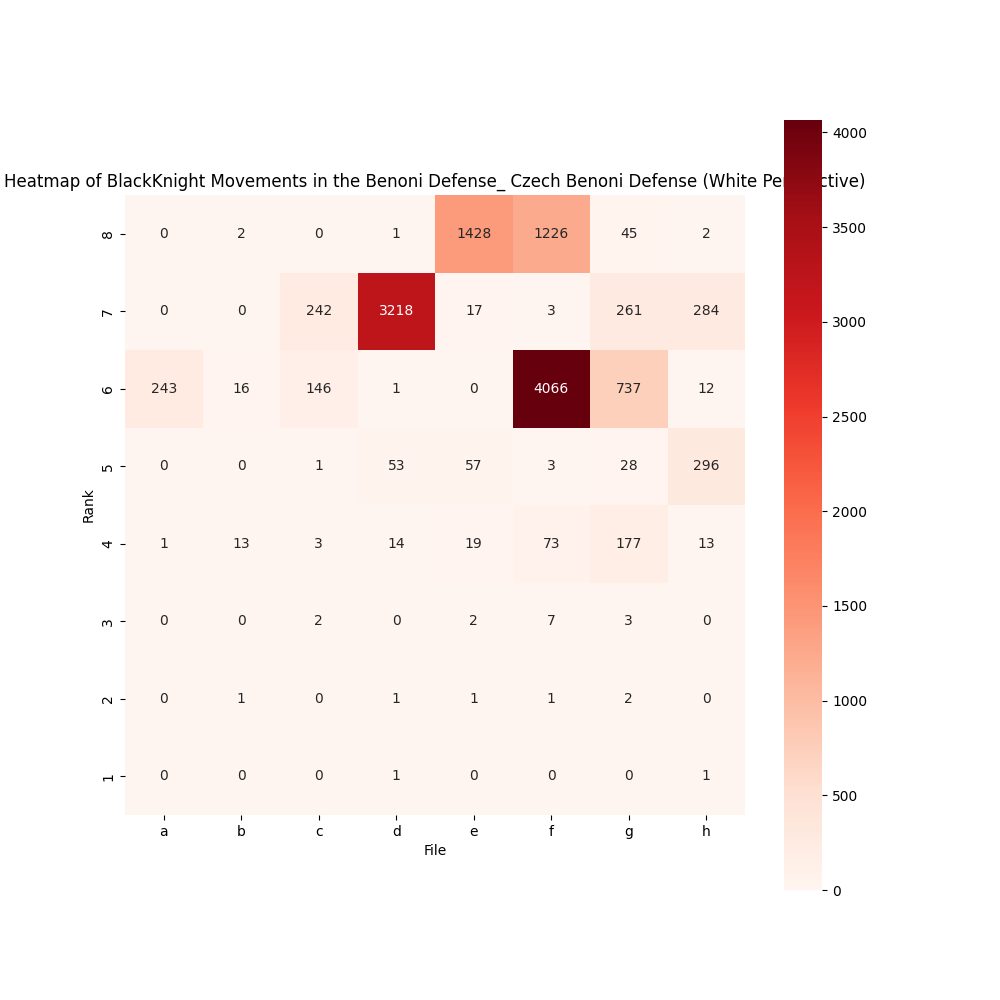 Heatmap of BlackKnight Movements in the Benoni Defense_ Czech Benoni Defense (White Pe ctive)
8 0 2 0 1 1428 1226 45 2
7 0 0 242 3218 17 3 261 284
6 243 16 146 1 0 4066 737 12
5 0 0 1 53 57 3 28 296
4 1 13 3 14 19 73 177 13
3 0 0 2 0 2 7 3 0
2 0 1 0 1 1 1 2 0
1 0 0 0 1 0 0 0 1
a b c d e f g h
File
Rank
4000
3500
3000
2500
2000
1500
1000
500
0